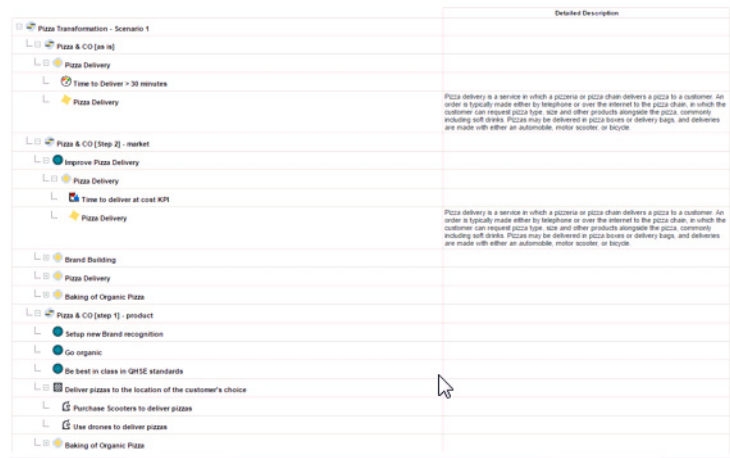 Detailed Description
Pizza Transformation - Scenario 1
Pizza & CO [as is]
Pizza Delivery
Time to Deliver > 30 minutes
Pizza Delivery
Pizza delivery is a service in which a pizzeria or pizza chain delivers a pizza to a customer. An
order is typically made either by telephone or over the internet to the pizza chain, in which the
customer can request pizza type, size and other products alongside the pizza, commonly
including soft drinks. Pizzas may be delivered in pizza boxes or delivery bags, and deliveries
are made with either an automobile, motor scooter, or bicycle.
Pizza & CO [Step 2] - market
Improve Pizza Delivery
Pizza Delivery
Time to deliver at cost KPI
Pizza Delivery
Pizza delivery is a service in which a pizzeria or pizza chain delivers a pizza to a customer. An
order is typically made either by telephone or over the internet to the pizza chain, in which the
customer can request pizza type, size and other products alongside the pizza, commonly
including soft drinks. Pizzas may be delivered in pizza boxes or delivery bags, and deliveries
are made with either an automobile, motor scooter, or bicycle.
Brand Building
Pizza Delivery
Baking of Organic Pizza
Pizza & CO [step 1] - product
Setup new Brand recognition
Go organic
Be best in class in QHSE standards
Deliver pizzas to the location of the customer's choice
Purchase Scooters to deliver pizzas
Use drones to deliver pizzas
Baking of Organic Pizza